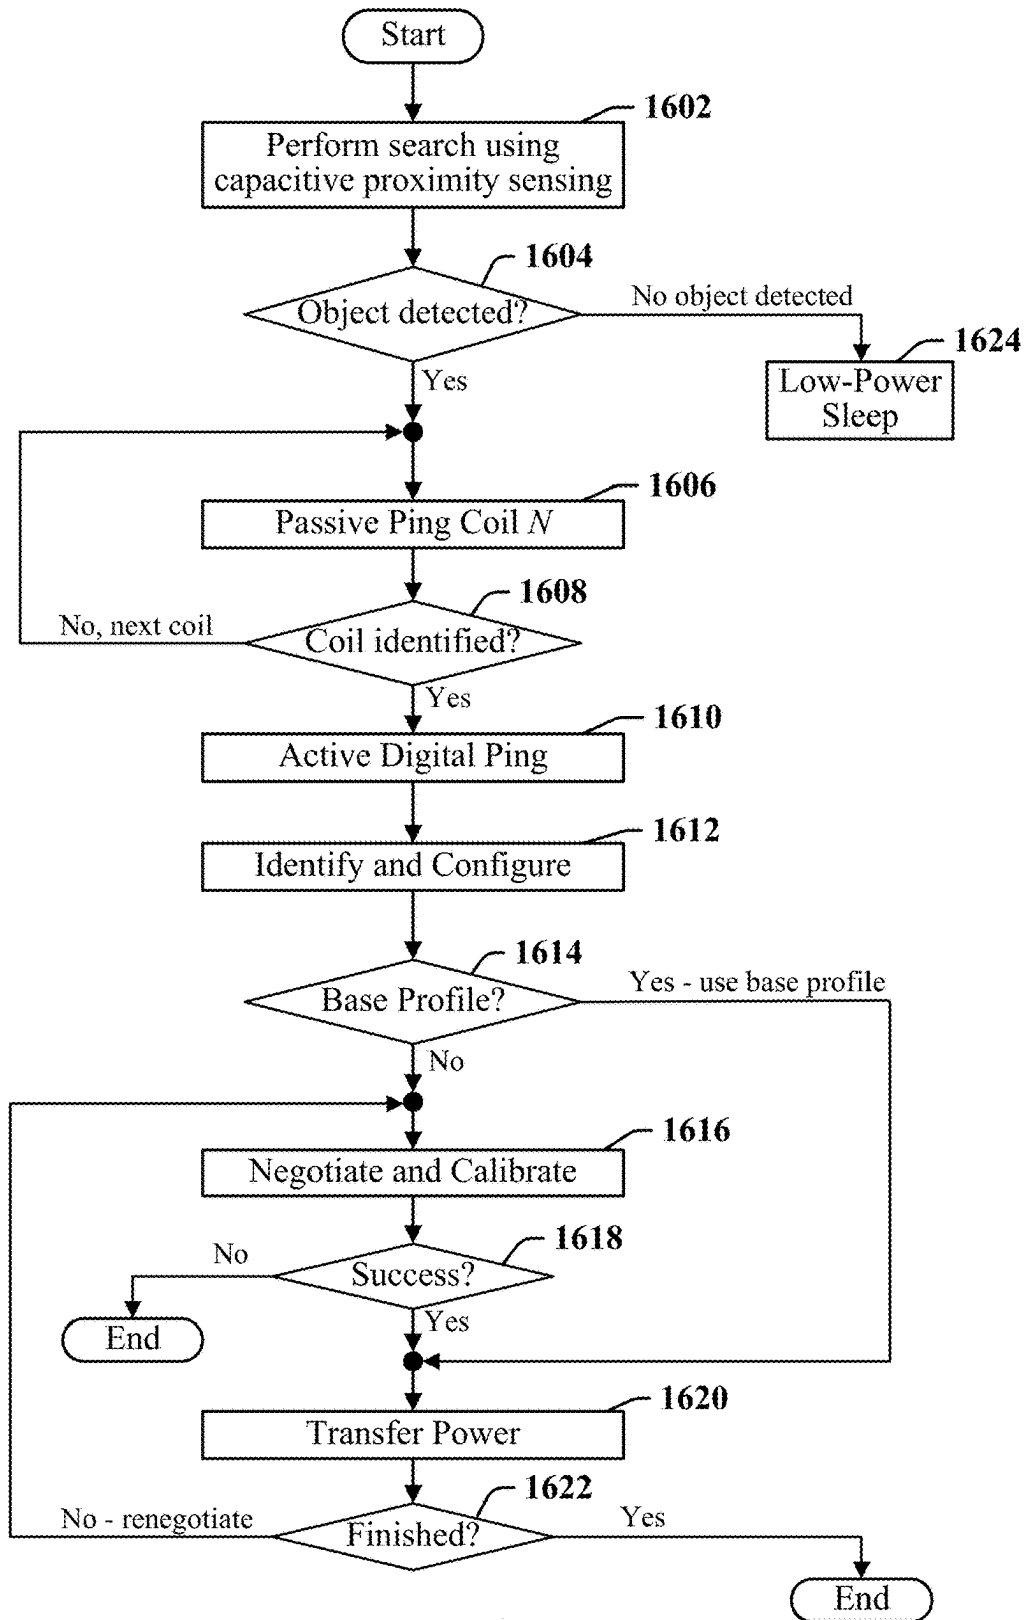 Start
1602
Perform search using
capacitive proximity sensing
1604
Object detected?
No object detected
1624
Low-Power
Sleep
Yes
1606
Passive Ping Coil N
1608
No, next coil
Coil identified?
Yes
1610
Active Digital Ping
1612
Identify and Configure
1614
Base Profile?
Yes - use base profile
No
1616
Negotiate and Calibrate
1618
No
Success?
End
Yes
1620
Transfer Power
1622
No - renegotiate
Finished?
Yes
End